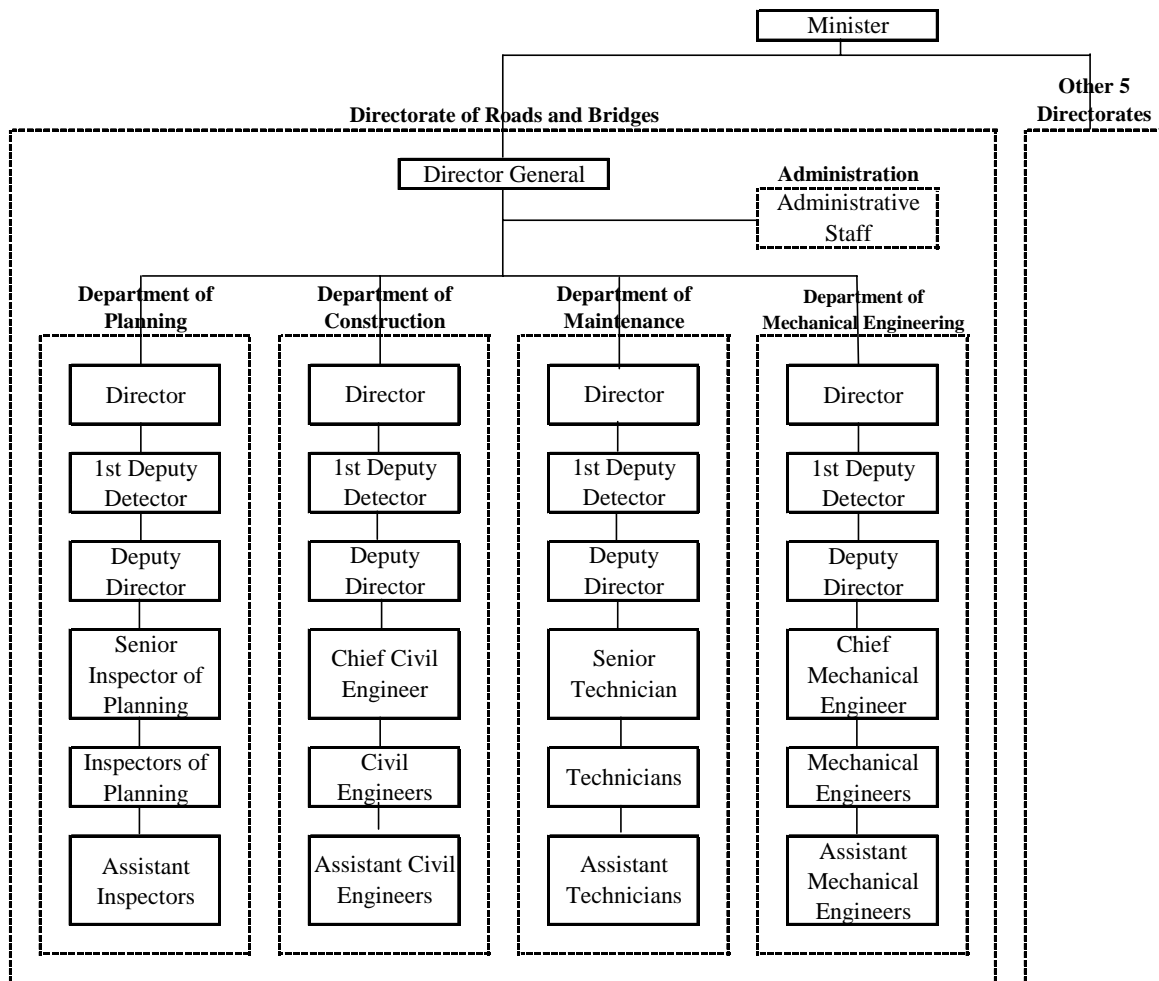 Minister
Other 5
Directorates
Directorate of Roads and Bridges
Director General
Administration
Administrative
Staff
Department of
Planning
Department of
Construction
Department of
Maintenance
Department of
Mechanical Engineering
Director
Director
Director
Director
1st Deputy
Detector
1st Deputy
Detector
1st Deputy
Detector
1st Deputy
Detector
Deputy
Director
Deputy
Director
Deputy
Director
Deputy
Director
Senior
Inspector of
Planning
Chief Civil
Engineer
Senior
Technician
Chief
Mechanical
Engineer
Inspectors of
Planning
Civil
Engineers
Technicians
Mechanical
Engineers
Assistant
Inspectors
Assistant Civil
Engineers
Assistant
Technicians
Assistant
Mechanical
Engineers